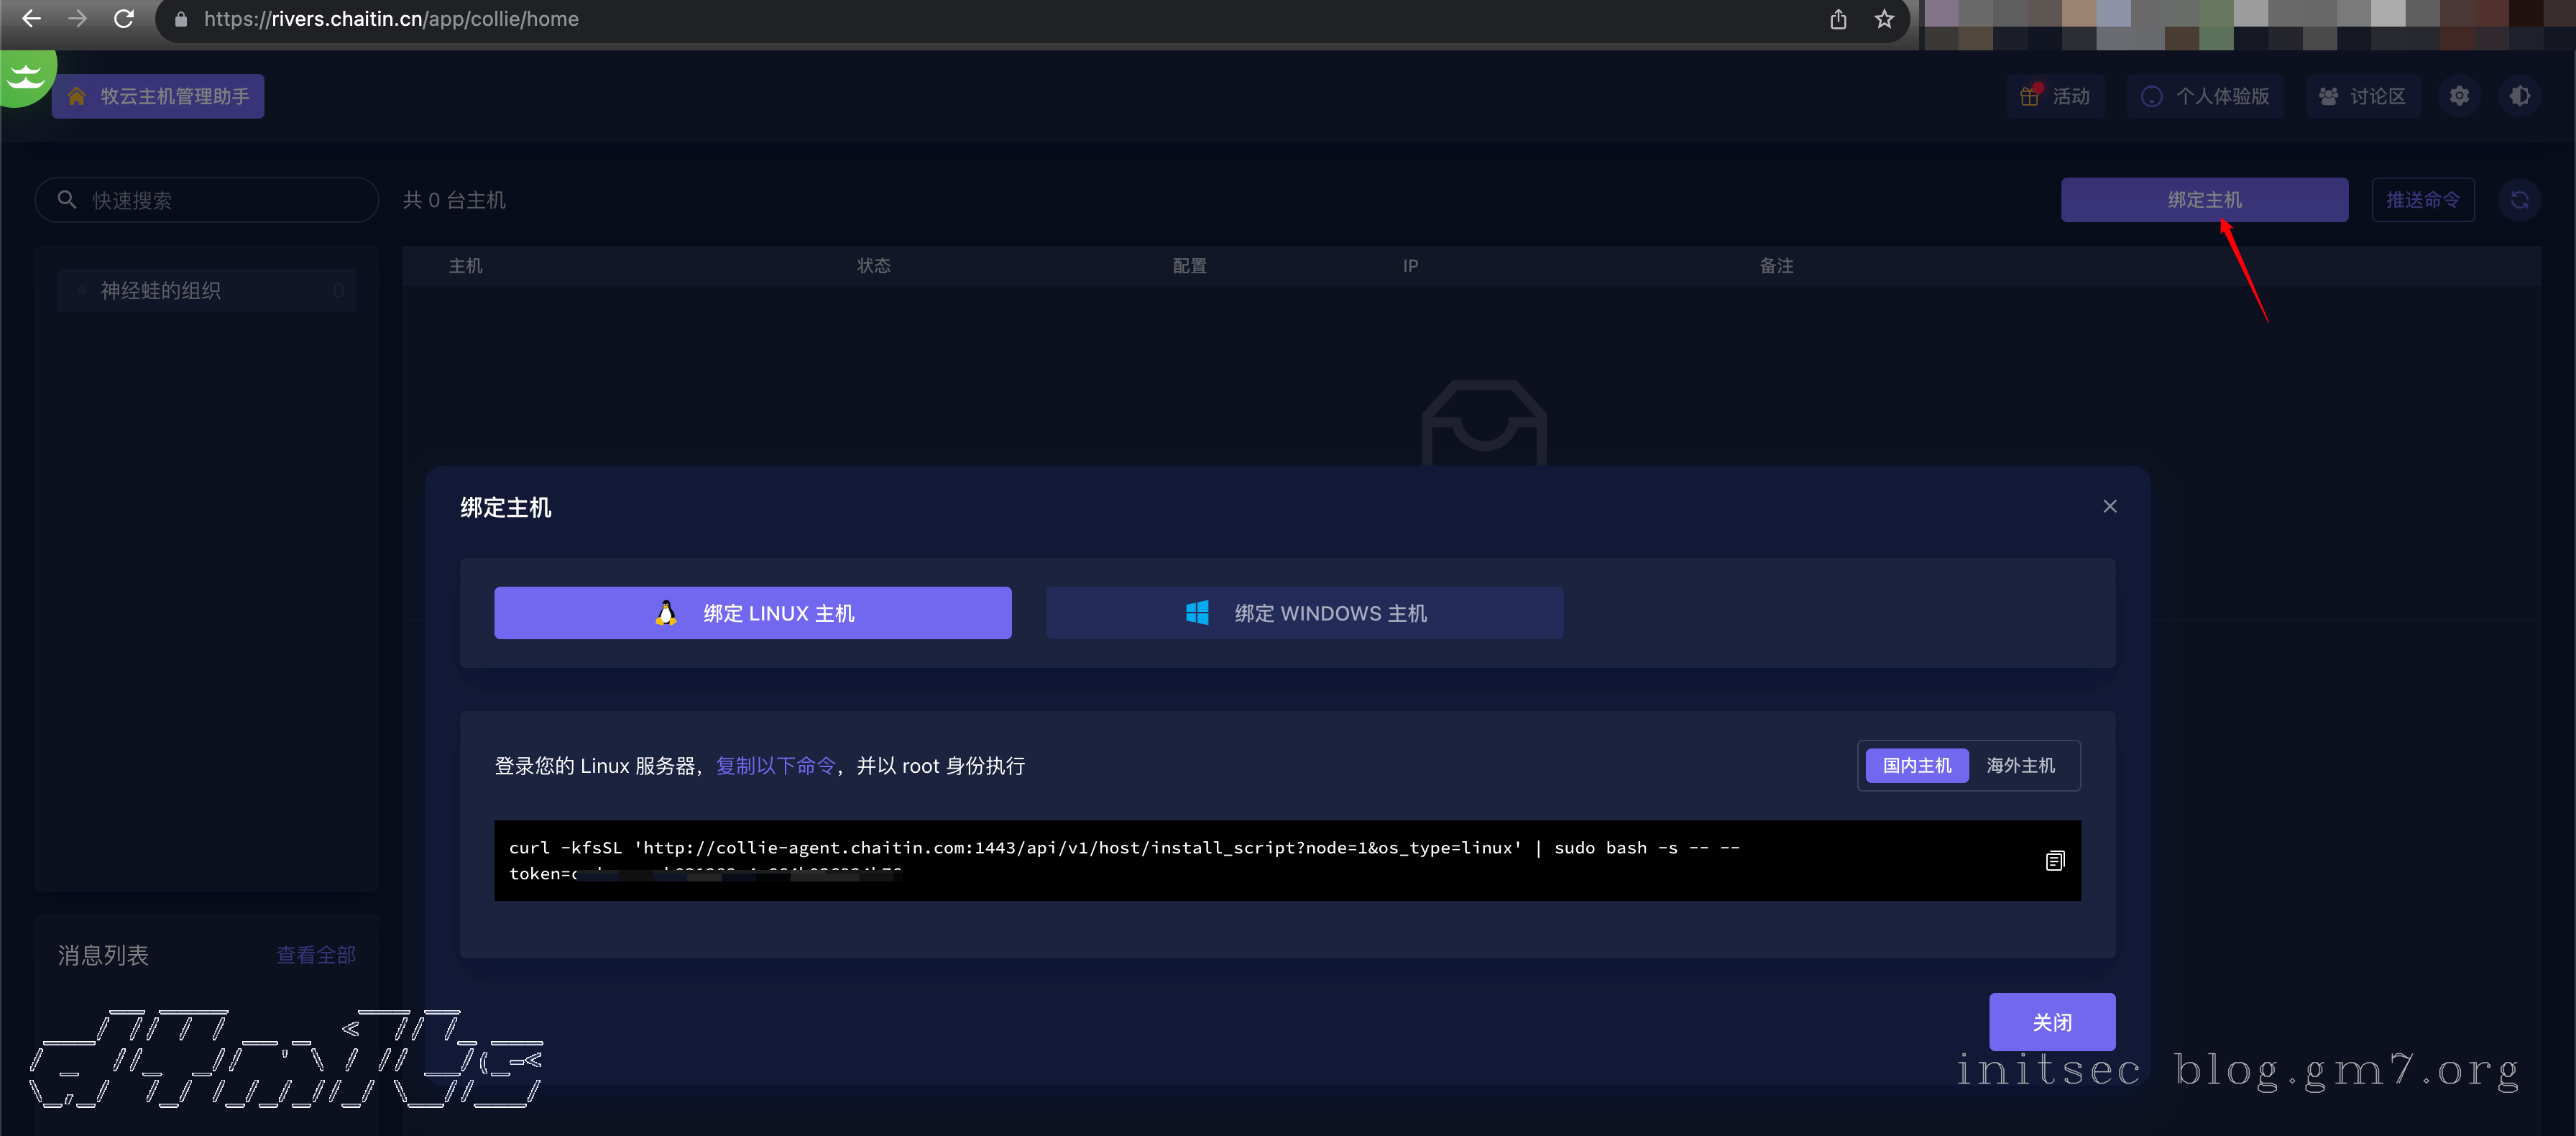 https://rivers.chaitin.cn/app/collie/home
牧云主机管理助手
活动
个人体验版
讨论区
快速搜索
共 0 台主机
绑定主机
推送命令
主机 状态 配置 IP 备注
神经蛙的组织 0
绑定主机
绑定 LINUX 主机
绑定 WINDOWS 主机
登录您的 Linux 服务器，复制以下命令，并以 root 身份执行
国内主机 海外主机
curl -kfsSL 'http://collie-agent.chaitin.com:1443/api/v1/host/install_script?node=1&os_type=linux' | sudo bash -s -- --
token=
消息列表 查看全部
关闭
initsec blog.gm7.org